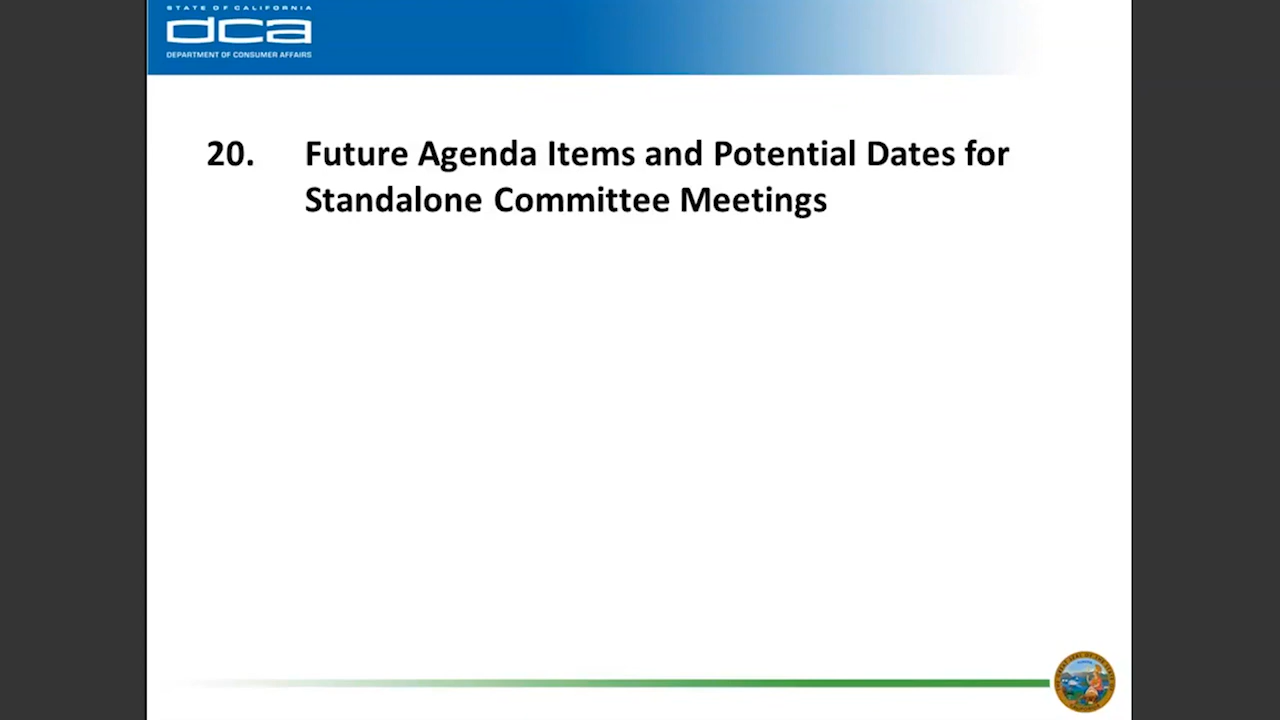 STATE OF CALIFORNIA
dca
DEPARTMENT OF CONSUMER AFFAIRS
20. Future Agenda Items and Potential Dates for
Standalone Committee Meetings